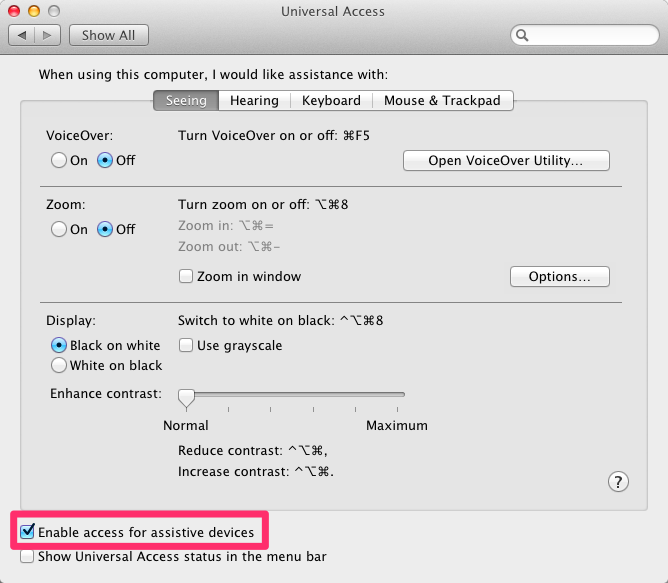 Universal Access
Show All
When using this computer, I would like assistance with:
Seeing Hearing Keyboard Mouse & Trackpad
VoiceOver: Turn VoiceOver on or off: ⌘F5
On Off Open VoiceOver Utility...
Zoom: Turn zoom on or off: ⌥⌘8
On Off Zoom in: ⌥⌘=
Zoom out: ⌥⌘-
Zoom in window Options...
Display: Switch to white on black: ^⌥⌘8
Black on white Use grayscale
White on black
Enhance contrast:
Normal Maximum
Reduce contrast: ^⌥⌘,
Increase contrast: ^⌥⌘.
?
Enable access for assistive devices
Show Universal Access status in the menu bar